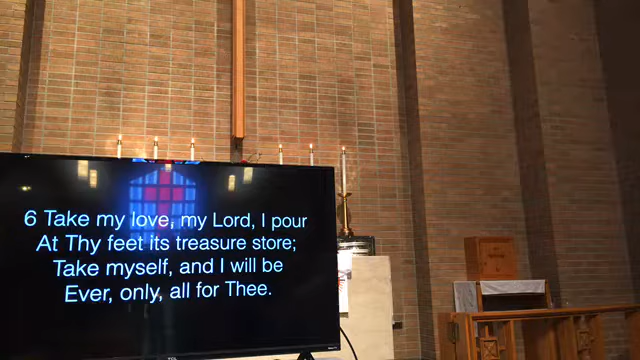 6 Take my love, my Lord, I pour
At Thy feet its treasure store;
Take myself, and I will be
Ever, only, all for Thee.
TCL